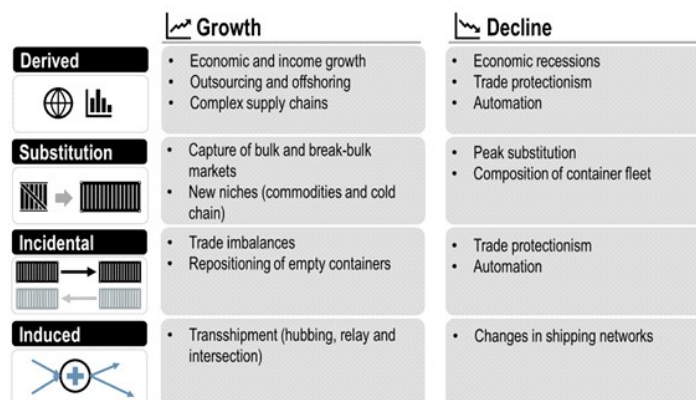 Growth
Decline
Derived
• Economic and income growth
• Outsourcing and offshoring
• Complex supply chains
• Economic recessions
• Trade protectionism
• Automation
Substitution
• Capture of bulk and break-bulk
markets
• New niches (commodities and cold
chain)
• Peak substitution
• Composition of container fleet
Incidental
• Trade imbalances
• Repositioning of empty containers
• Trade protectionism
• Automation
Induced
• Transshipment (hubbing, relay and
intersection)
• Changes in shipping networks